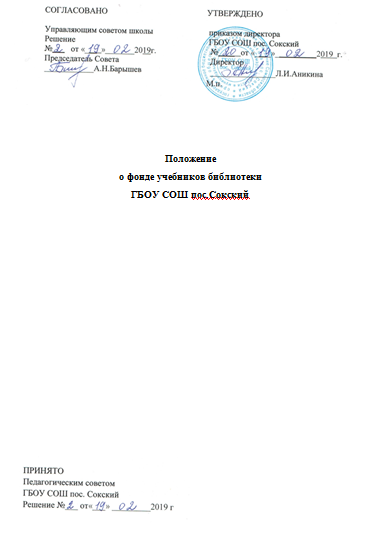 СОГЛАСОВАНО
Управляющим советом школы
Решение
№ 2 от « 19 » 02 2019г.
Председатель Совета
А.Н.Барышев
УТВЕРЖДЕНО
приказом директора
ГБОУ СОШ пос. Сокский
№ 20 от « 19 » 02 2019_г.
Директор
Л.И.Аникина
М.п.
Положение
о фонде учебников библиотеки
ГБОУ СОШ пос.Сокский
ПРИНЯТО
Педагогическим советом
ГБОУ СОШ пос. Сокский
Решение № 2 от« 19 » 02 2019 г